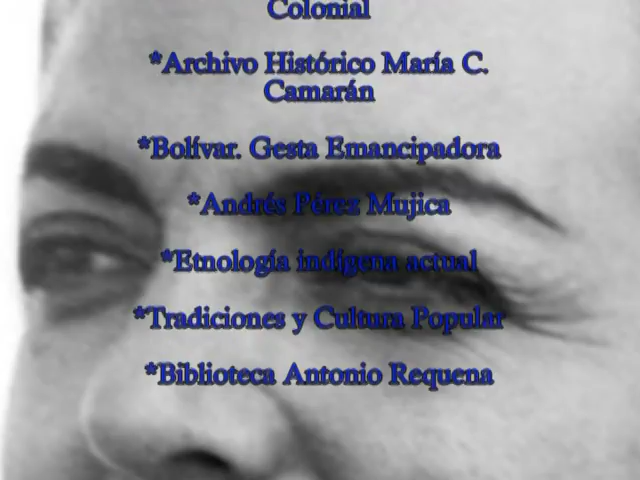 Colonial
*Archivo Histórico María C.
Camarán
*Bolívar. Gesta Emancipadora
*Andrés Pérez Mujica
*Etnología indígena actual
*Tradiciones y Cultura Popular
*Biblioteca Antonio Requena